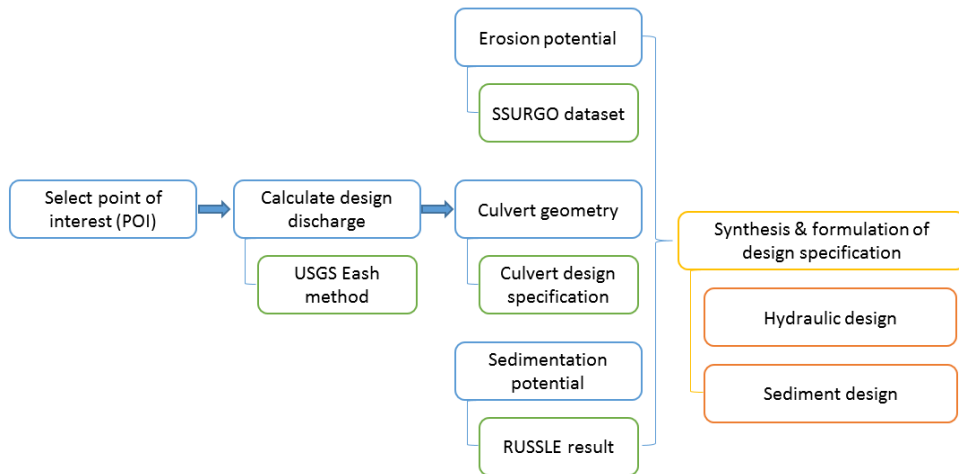 Erosion potential
SSURGO dataset
Select point of
interest (POI)
Calculate design
discharge
USGS Eash
method
Culvert geometry
Culvert design
specification
Sedimentation
potential
RUSSLE result
Synthesis & formulation of
design specification
Hydraulic design
Sediment design